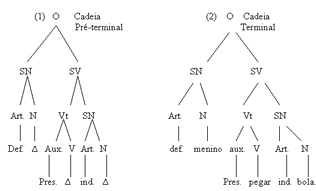 (1) O Cadeia (2) O Cadeia
Pré-terminal Terminal
SN SV SN SV
Art. N Vt SN Art. N Vt SN
Def. Δ Aux. V Art. N def. menino aux. V Art. N
Pres. Δ ind. Δ Pres. pegar ind. bola.